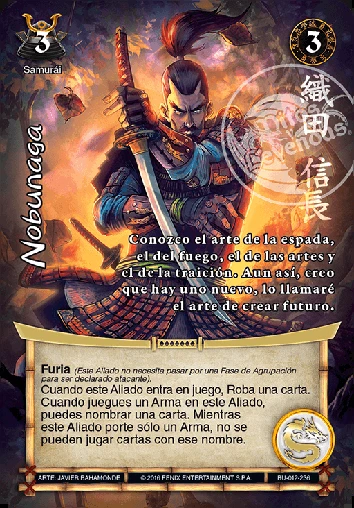 3
3
Samurái
Nobunaga
織田 信長
Conozco el arte de la espada,
el del fuego, el de las artes y
el de la traición. Aun así, creo
que hay uno nuevo, lo llamaré
el arte de crear futuro.
Furia (Este Aliado no necesita pasar por una Fase de Agrupación
para ser declarado atacante).
Cuando este Aliado entra en juego, Roba una carta.
Cuando juegues un Arma en este Aliado,
puedes nombrar una carta. Mientras
este Aliado porte sólo un Arma, no se
pueden jugar cartas con ese nombre.
ARTE: JAVIER BAHAMONDE
© 2016 FENIX ENTERTAINMENT S.P.A.